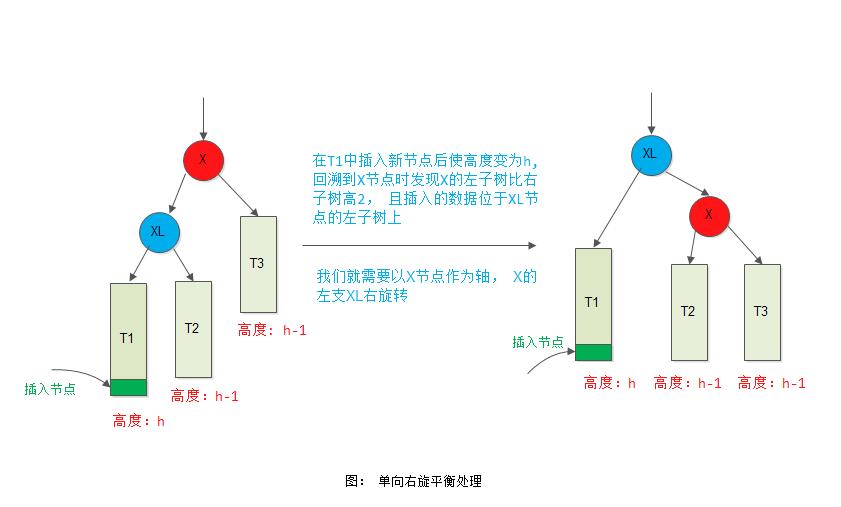 在T1中插入新节点后使高度变为h,
回溯到X节点时发现X的左子树比右
子树高2， 且插入的数据位于XL节
点的左子树上
我们就需要以X节点作为轴， X的
左支XL右旋转
X
XL
T1
T2
T3
高度: h-1
插入节点
高度：h-1
高度：h
XL
X
T1
T2
T3
插入节点
高度：h
高度：h-1
高度：h-1
图： 单向右旋平衡处理